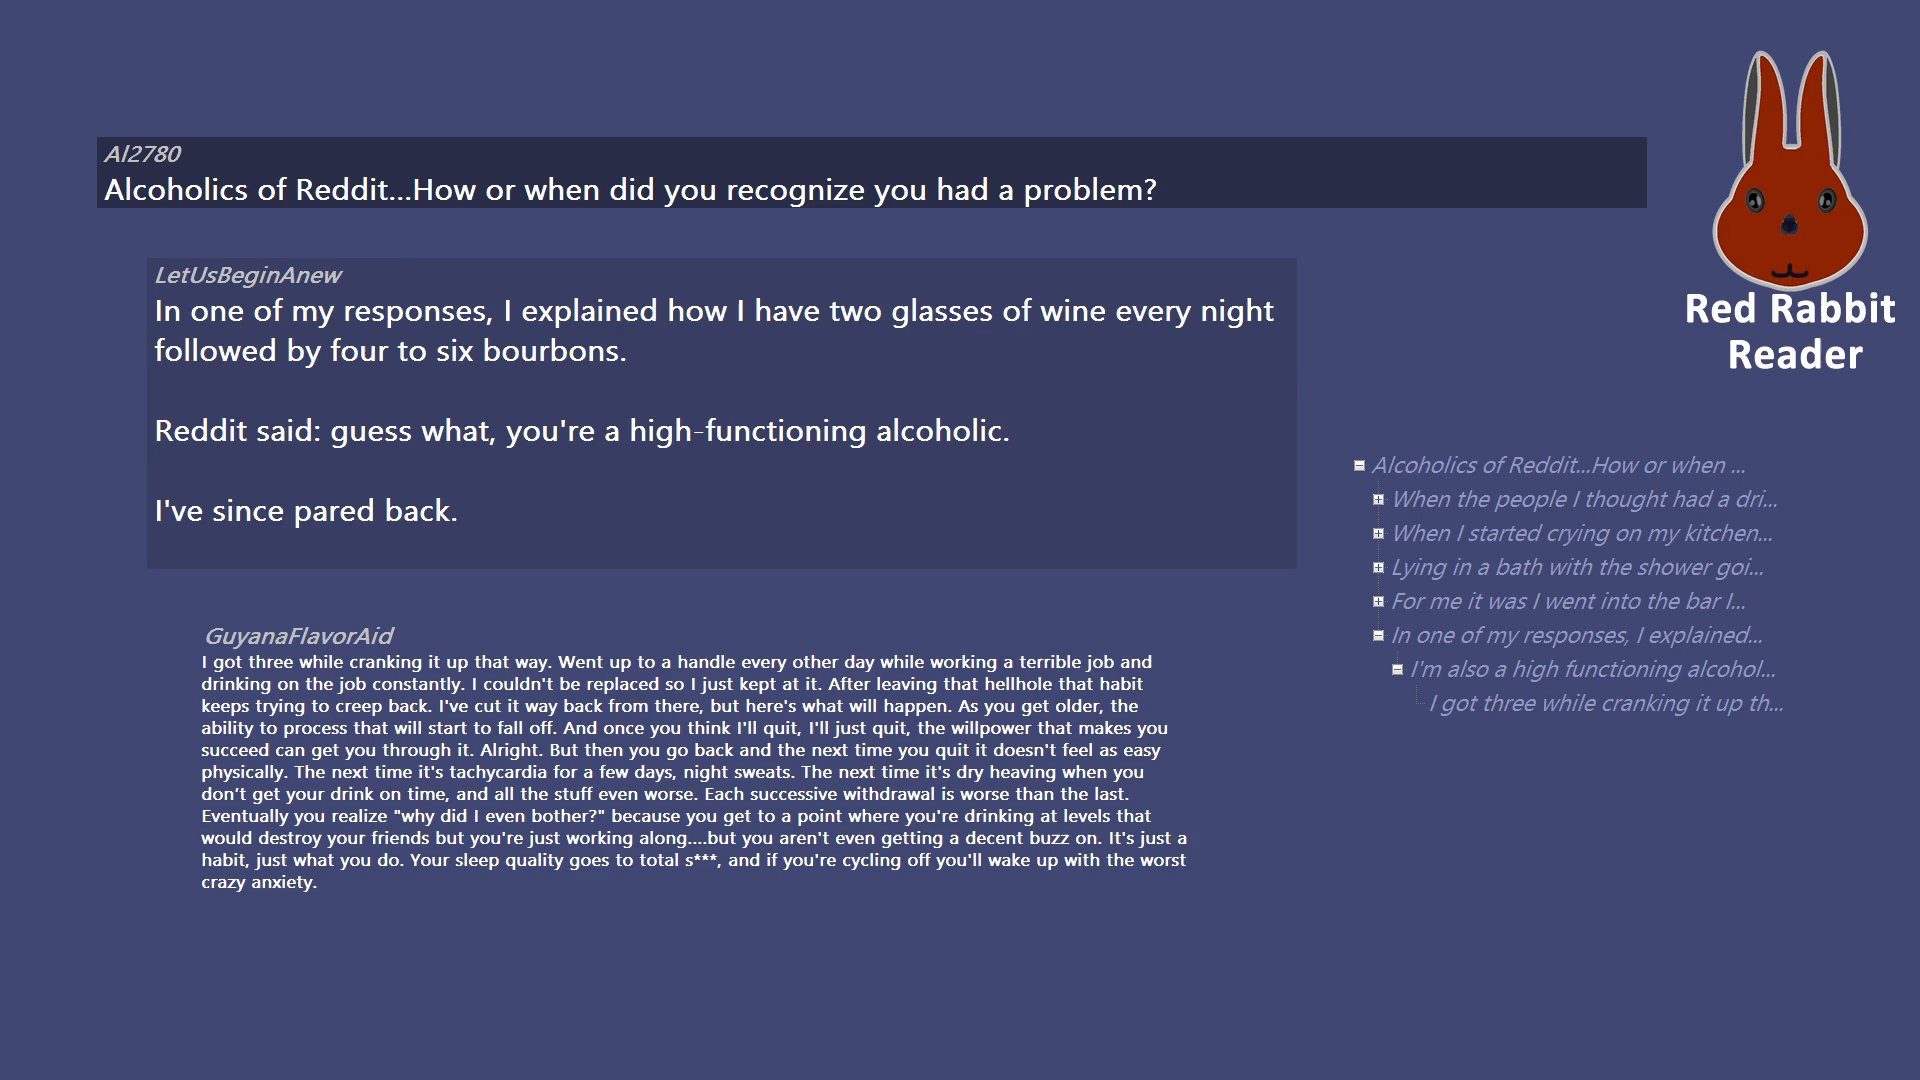 Al2780
Alcoholics of Reddit...How or when did you recognize you had a problem?
LetUsBeginAnew
In one of my responses, I explained how I have two glasses of wine every night
followed by four to six bourbons.
Reddit said: guess what, you're a high-functioning alcoholic.
I've since pared back.
GuyanaFlavorAid
I got three while cranking it up that way. Went up to a handle every other day while working a terrible job and
drinking on the job constantly. I couldn't be replaced so I just kept at it. After leaving that hellhole that habit
keeps trying to creep back. I've cut it way back from there, but here's what will happen. As you get older, the
ability to process that will start to fall off. And once you think I'll quit, I'll just quit, the willpower that makes you
succeed can get you through it. Alright. But then you go back and the next time you quit it doesn't feel as easy
physically. The next time it's tachycardia for a few days, night sweats. The next time it's dry heaving when you
don’t get your drink on time, and all the stuff even worse. Each successive withdrawal is worse than the last.
Eventually you realize "why did I even bother?" because you get to a point where you're drinking at levels that
would destroy your friends but you're just working along....but you aren't even getting a decent buzz on. It's just a
habit, just what you do. Your sleep quality goes to total s***, and if you're cycling off you'll wake up with the worst
crazy anxiety.
Red Rabbit
Reader
Alcoholics of Reddit...How or when ...
When the people I thought had a dri...
When I started crying on my kitchen...
Lying in a bath with the shower goi...
For me it was I went into the bar I...
In one of my responses, I explained...
I'm also a high functioning alcohol...
I got three while cranking it up th...